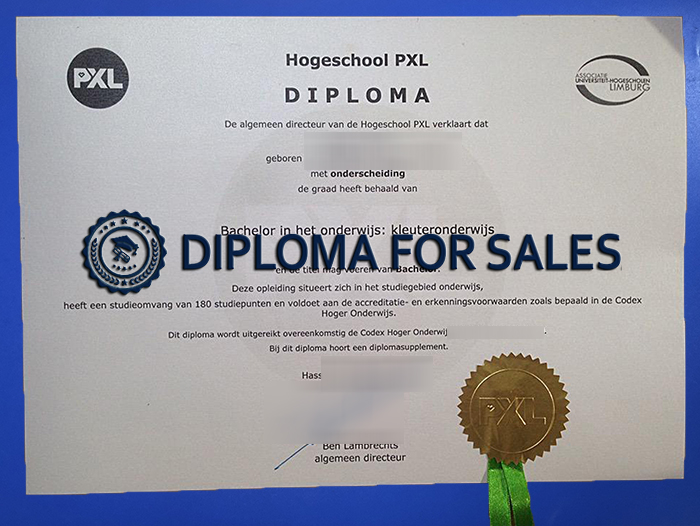 PXL
Hogeschool PXL
ASSOCIATIE
UNIVERSITEIT-HOGESCHOLEN
LIMBURG
DIPLOMA
De algemeen directeur van de Hogeschool PXL verklaart dat
geboren
met onderscheiding
de graad heeft behaald van
Bachelor in het onderwijs: kleuteronderwijs
DIPLOMA FOR SALES
en de titel mag voeren van Bachelor.
Deze opleiding situeert zich in het studiegebied onderwijs,
heeft een studieomvang van 180 studiepunten en voldoet aan de accreditatie- en erkenningsvoorwaarden zoals bepaald in de Codex
Hoger Onderwijs.
Dit diploma wordt uitgereikt overeenkomstig de Codex Hoger Onderwij
Bij dit diploma hoort een diplomasupplement.
Hass
PXL
Ben Lambrechts
algemeen directeur